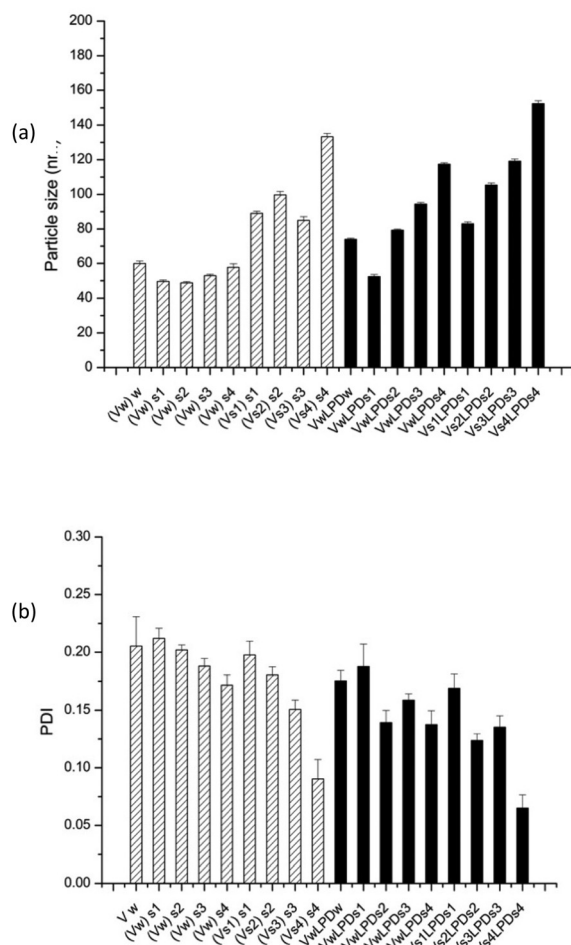 (a)
Particle size (nr..,
200
180
160
140
120
100
80
60
40
20
0
(Vw) w
(Vw) s1
(Vw) s2
(Vw) s3
(Vw) s4
(Vs1) s1
(Vs2) s2
(Vs3) s3
(Vs4) s4
VwLPDw
VwLPDs1
VwLPDs2
VwLPDs3
VwLPDs4
Vs1LPDs1
Vs2LPDs2
Vs3LPDs3
Vs4LPDs4
(b)
PDI
0.30
0.25
0.20
0.15
0.10
0.05
0.00
V w
(Vw) s1
(Vw) s2
(Vw) s3
(Vw) s4
(Vs1) s1
(Vs2) s2
(Vs3) s3
(Vs4) s4
VwLPDw
VwLPDs1
VwLPDs2
VwLPDs3
VwLPDs4
Vs1LPDs1
Vs2LPDs2
Vs3LPDs3
Vs4LPDs4